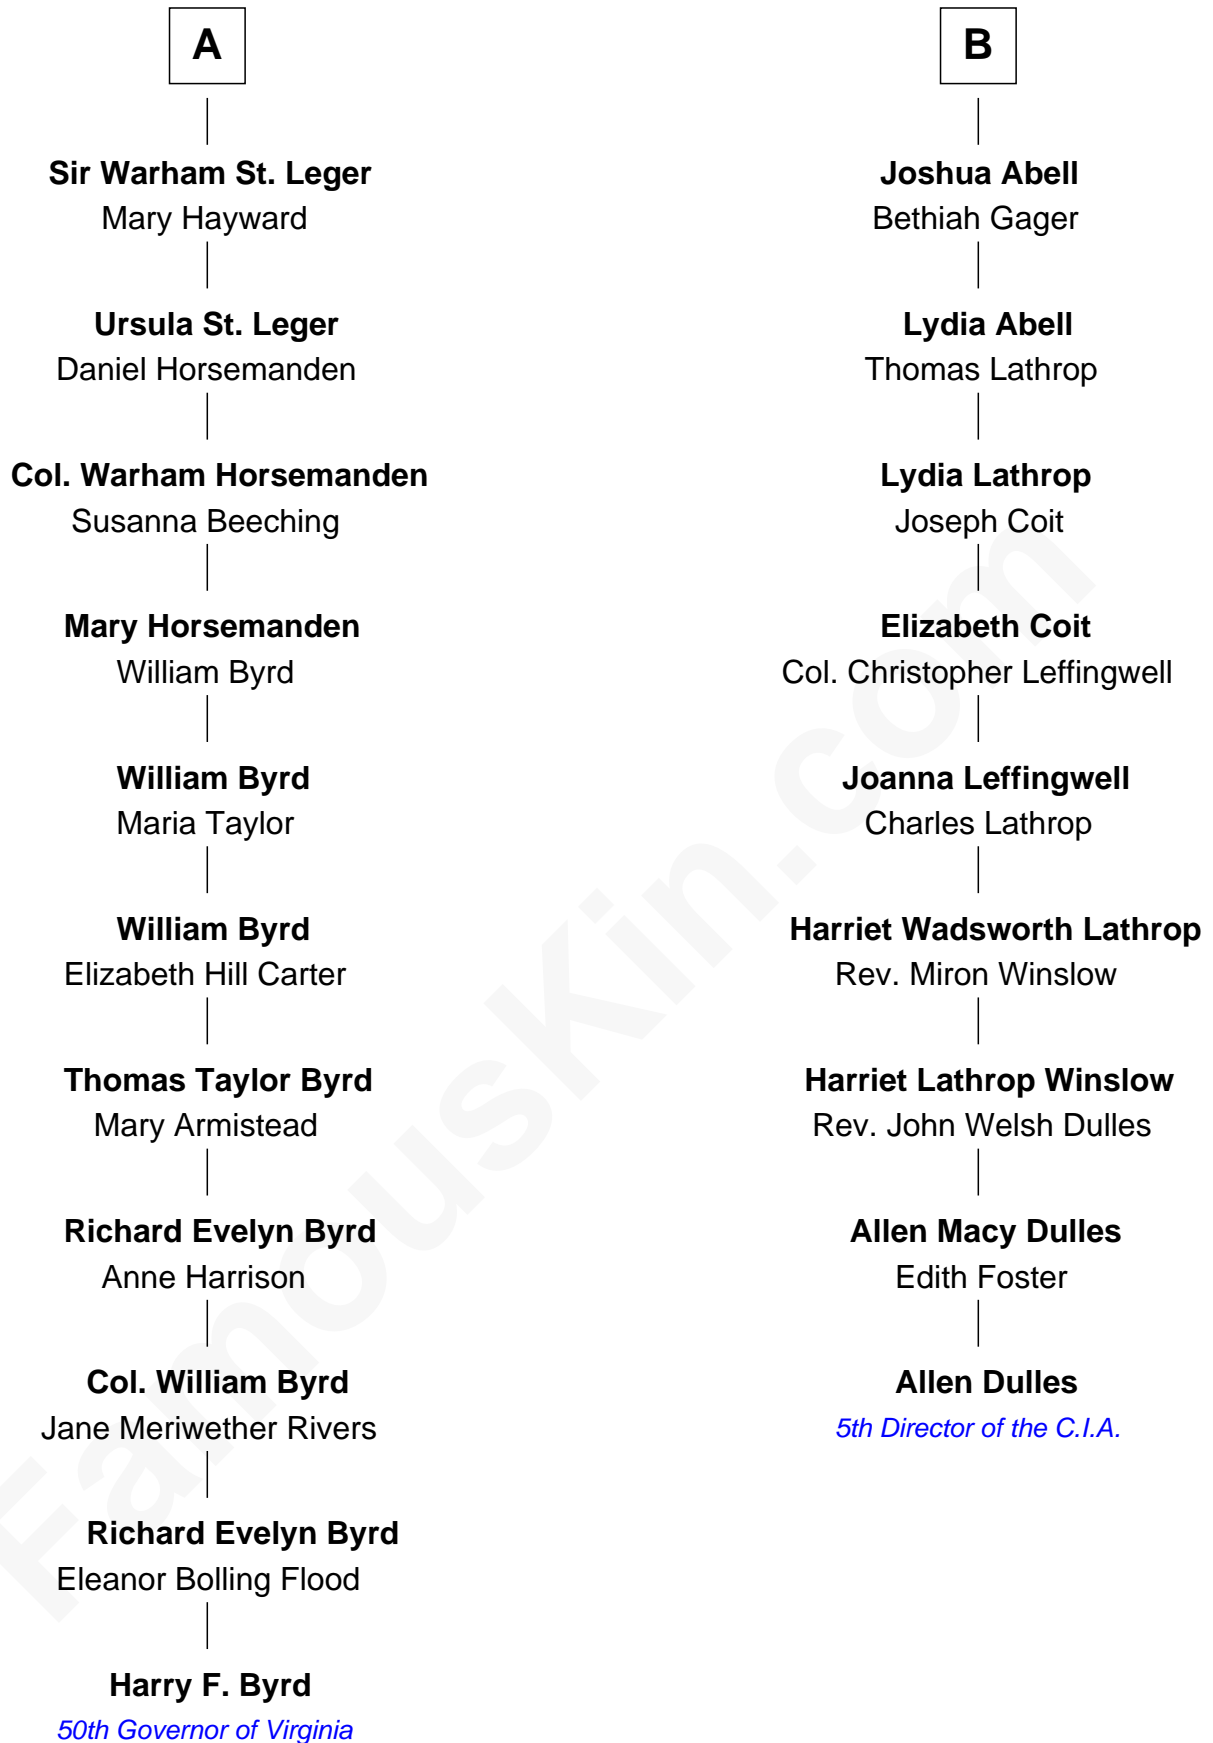 A
Sir Warham St. Leger
Mary Hayward
Ursula St. Leger
Daniel Horsemanden
Col. Warham Horsemanden
Susanna Beeching
Mary Horsemanden
William Byrd
William Byrd
Maria Taylor
William Byrd
Elizabeth Hill Carter
Thomas Taylor Byrd
Mary Armistead
Richard Evelyn Byrd
Anne Harrison
Col. William Byrd
Jane Meriwether Rivers
Richard Evelyn Byrd
Eleanor Bolling Flood
Harry F. Byrd
50th Governor of Virginia
B
Joshua Abell
Bethiah Gager
Lydia Abell
Thomas Lathrop
Lydia Lathrop
Joseph Coit
Elizabeth Coit
Col. Christopher Leffingwell
Joanna Leffingwell
Charles Lathrop
Harriet Wadsworth Lathrop
Rev. Miron Winslow
Harriet Lathrop Winslow
Rev. John Welsh Dulles
Allen Macy Dulles
Edith Foster
Allen Dulles
5th Director of the C.I.A.
FamousKin.com